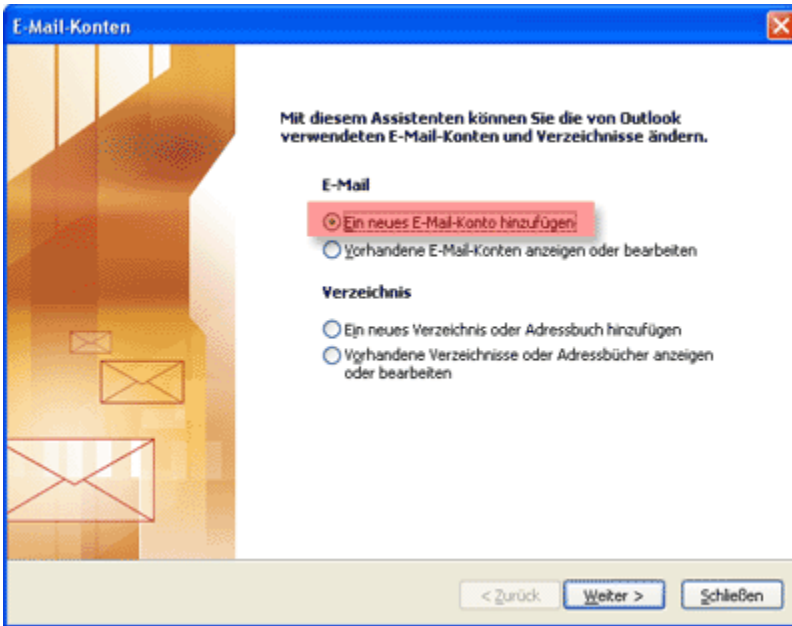 E-Mail-Konten
Mit diesem Assistenten können Sie die von Outlook
verwendeten E-Mail-Konten und Verzeichnisse ändern.
E-Mail
Ein neues E-Mail-Konto hinzufügen
Vorhandene E-Mail-Konten anzeigen oder bearbeiten
Verzeichnis
Ein neues Verzeichnis oder Adressbuch hinzufügen
Vorhandene Verzeichnisse oder Adressbücher anzeigen
oder bearbeiten
< Zurück Weiter > Schließen